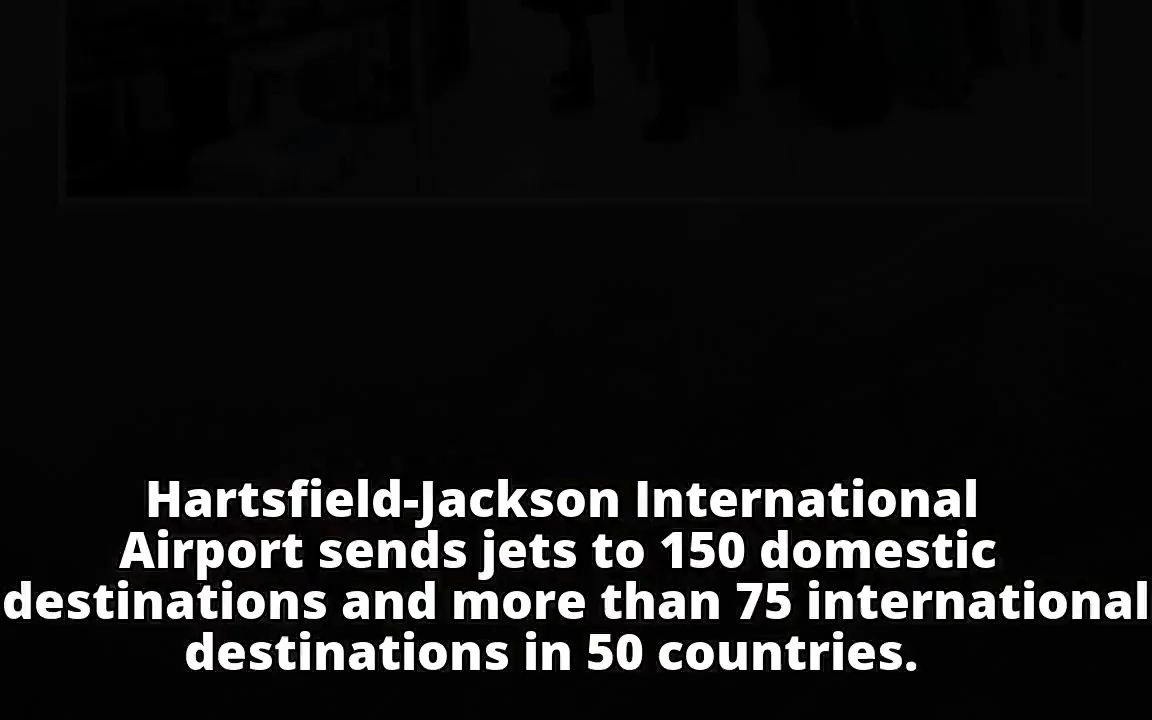 Hartsfield-Jackson International
Airport sends jets to 150 domestic
destinations and more than 75 international
destinations in 50 countries.